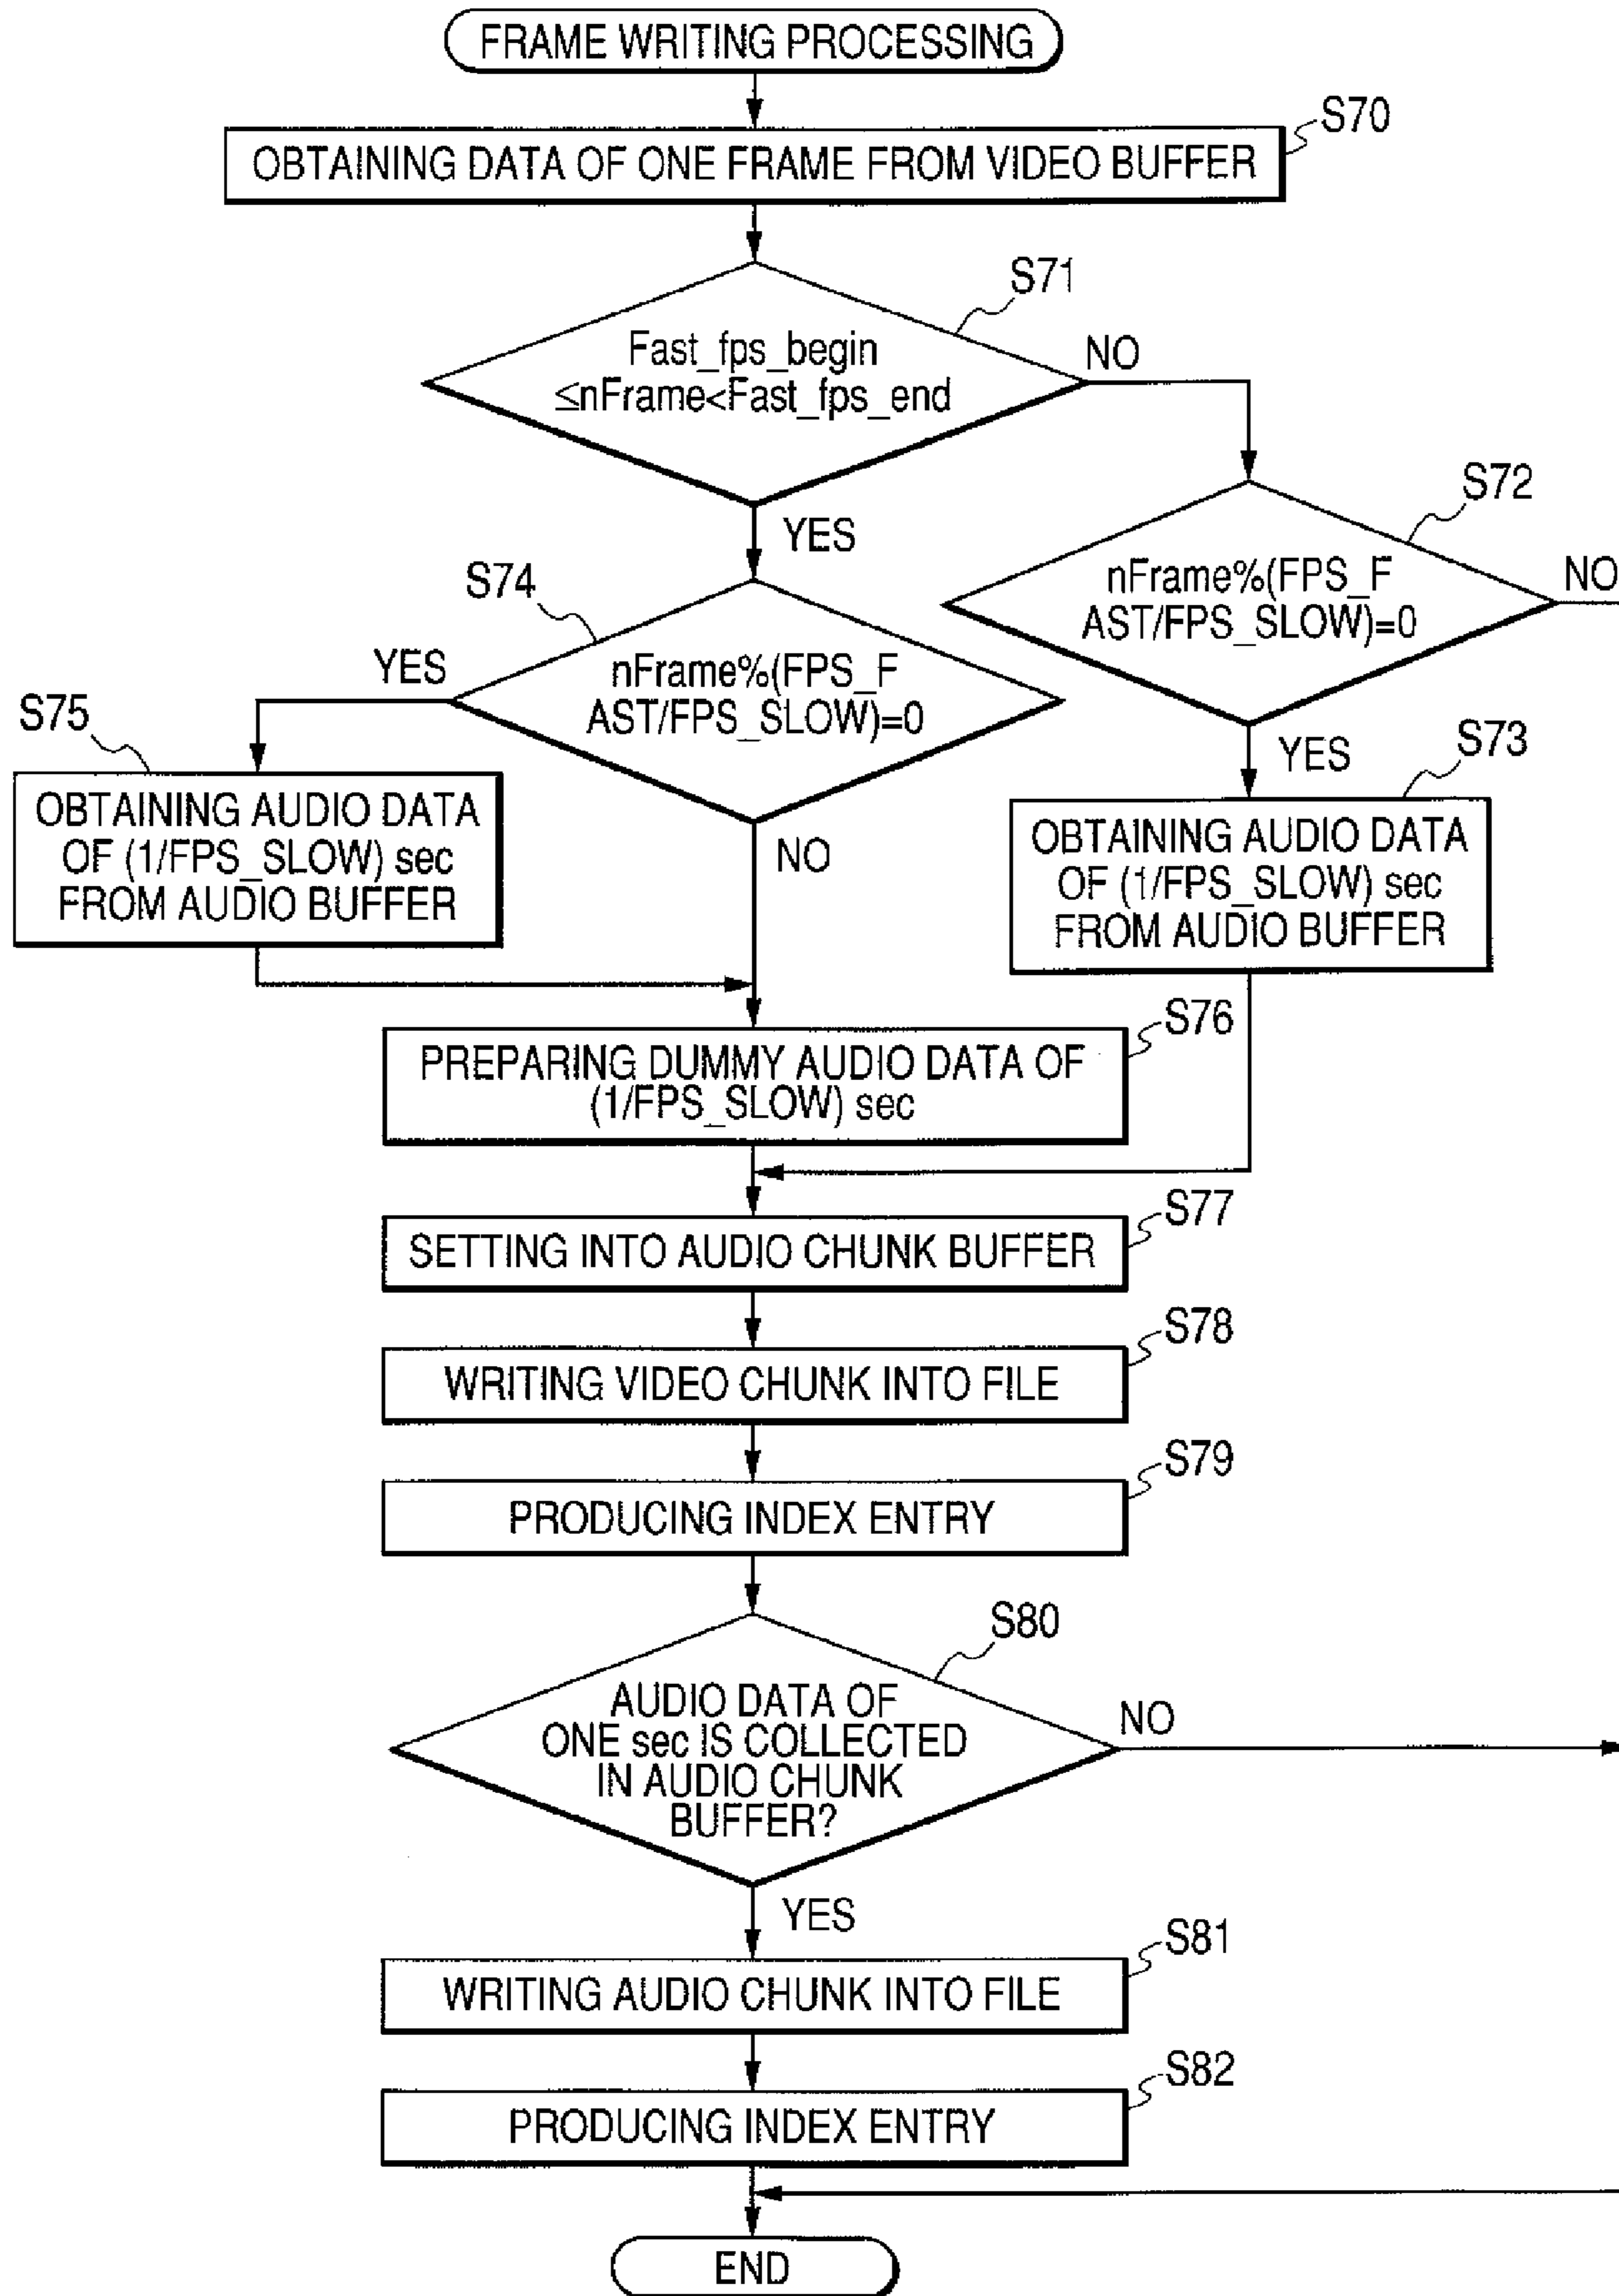 FRAME WRITING PROCESSING
S70
OBTAINING DATA OF ONE FRAME FROM VIDEO BUFFER
S71
Fast_fps_begin
≤nFrame<Fast_fps_end
NO
YES
S72
nFrame%(FPS_F
AST/FPS_SLOW)=0
NO
YES
S74
nFrame%(FPS_F
AST/FPS_SLOW)=0
YES
NO
S75
OBTAINING AUDIO DATA
OF (1/FPS_SLOW) sec
FROM AUDIO BUFFER
S73
OBTAINING AUDIO DATA
OF (1/FPS_SLOW) sec
FROM AUDIO BUFFER
S76
PREPARING DUMMY AUDIO DATA OF
(1/FPS_SLOW) sec
S77
SETTING INTO AUDIO CHUNK BUFFER
S78
WRITING VIDEO CHUNK INTO FILE
S79
PRODUCING INDEX ENTRY
S80
AUDIO DATA OF
ONE sec IS COLLECTED
IN AUDIO CHUNK
BUFFER?
NO
YES
S81
WRITING AUDIO CHUNK INTO FILE
S82
PRODUCING INDEX ENTRY
END